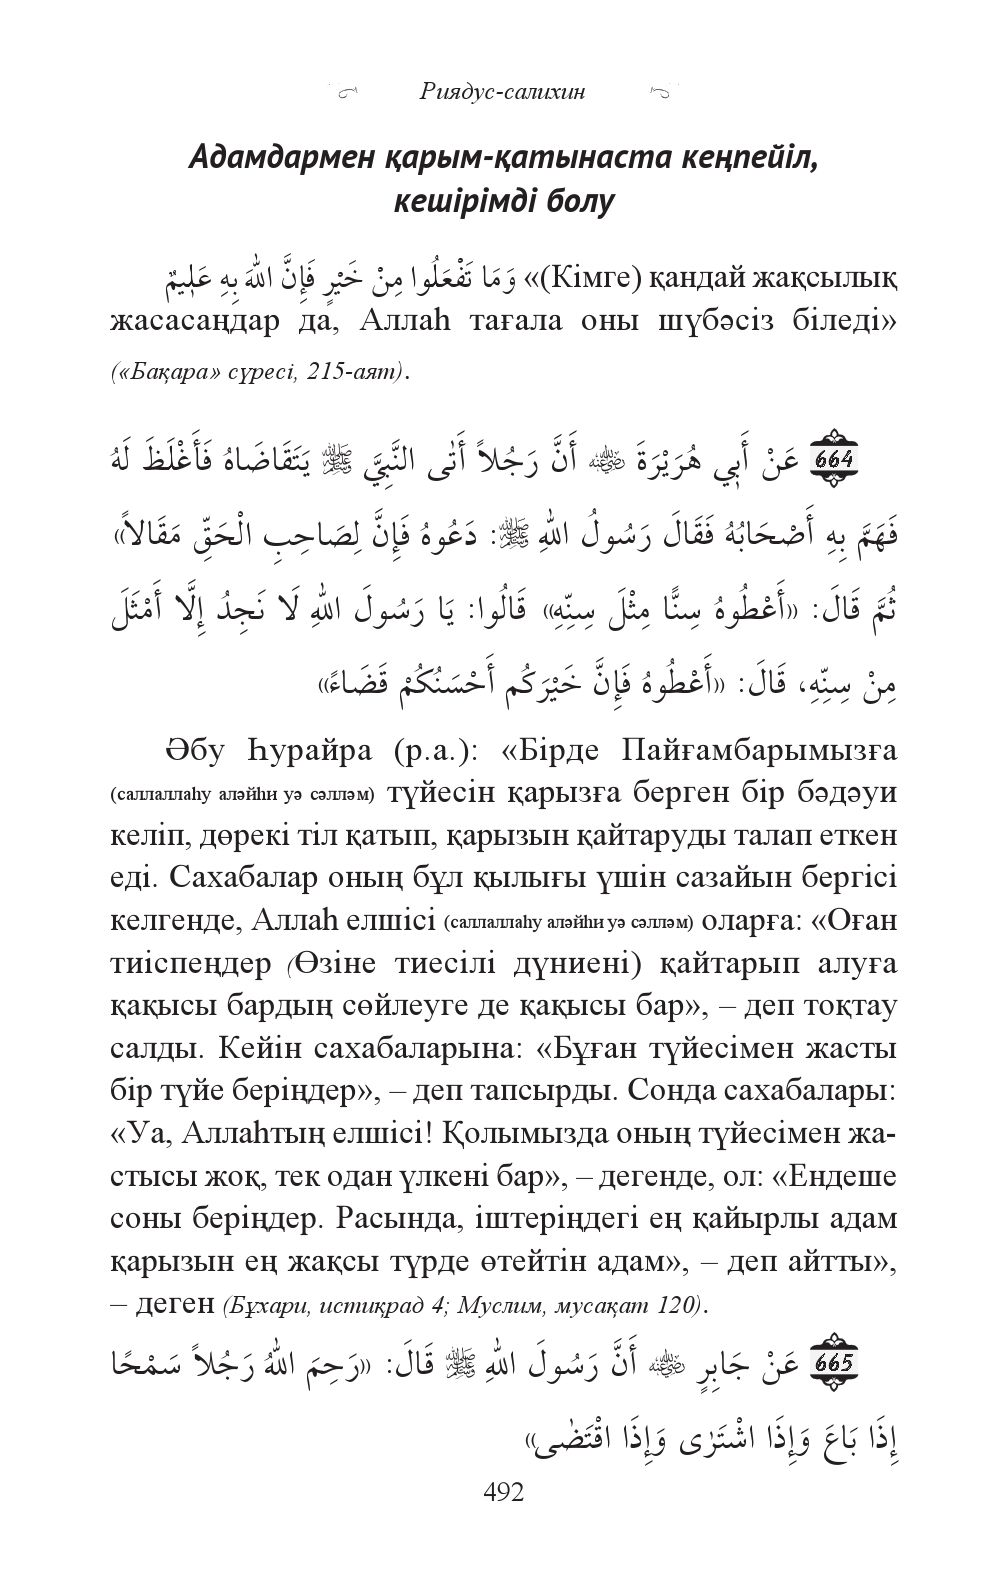 Риядус-салихин
Адамдармен қарым-қатынаста кеңпейіл,
кешірімді болу
وَمَا تَفْعَلُوا مِنْ خَيْرٍ فَإِنَّ اللهَ بِهِ عَلِيمٌ «(Кімге) қандай жақсылық
жасасаңдар да, Аллаһ тағала оны шүбәсіз біледі»
(«Бақара» сүресі, 215-аят).
664 عَنْ أَبِي هُرَيْرَةَ ﷺ أَنَّ رَجُلاً أَتٰى النَّبِيَّ ﷺ يَتَقَاضَاهُ فَأَغْلَظَ لَهُ
فَهَمَّ بِهِ أَصْحَابُهُ فَقَالَ رَسُولُ اللهِ ﷺ: دَعُوهُ فَإِنَّ لِصَاحِبِ الْحَقِّ مَقَالاً»
ثُمَّ قَالَ: «أَعْطُوهُ سِنًّا مِثْلَ سِنِّهِ» قَالُوا: يَا رَسُولَ اللهِ لَا نَجِدُ إِلَّا أَمْثَلَ
مِنْ سِنِّهِ، قَالَ: «أَعْطُوهُ فَإِنَّ خَيْرَكُم أَحْسَنُكُمْ قَضَاءً»
Әбу Һурайра (р.а.): «Бірде Пайғамбарымызға
(саллаллаһу аләйһи уә сәлләм) түйесін қарызға берген бір бәдәуи
келіп, дөрекі тіл қатып, қарызын қайтаруды талап еткен
еді. Сахабалар оның бұл қылығы үшін сазайын бергісі
келгенде, Аллаһ елшісі (саллаллаһу аләйһи уә сәлләм) оларға: «Оған
тиіспеңдер (Өзіне тиесілі дүниені) қайтарып алуға
қақысы бардың сөйлеуге де қақысы бар», – деп тоқтау
салды. Кейін сахабаларына: «Бұған түйесімен жасты
бір түйе беріңдер», – деп тапсырды. Сонда сахабалары:
«Уа, Аллаһтың елшісі! Қолымызда оның түйесімен жа-
стысы жоқ, тек одан үлкені бар», – дегенде, ол: «Ендеше
соны беріңдер. Расында, іштеріңдегі ең қайырлы адам
қарызын ең жақсы түрде өтейтін адам», – деп айтты»,
– деген (Бұхари, истиқрад 4; Муслим, мусақат 120).
665 عَنْ جَابِرٍ ﷺ أَنَّ رَسُولَ اللهِ ﷺ قَالَ: «رَحِمَ اللهُ رَجُلاً سَمْحًا
إِذَا بَاعَ وَإِذَا اشْتَرٰى وَإِذَا اقْتَضٰى»
492